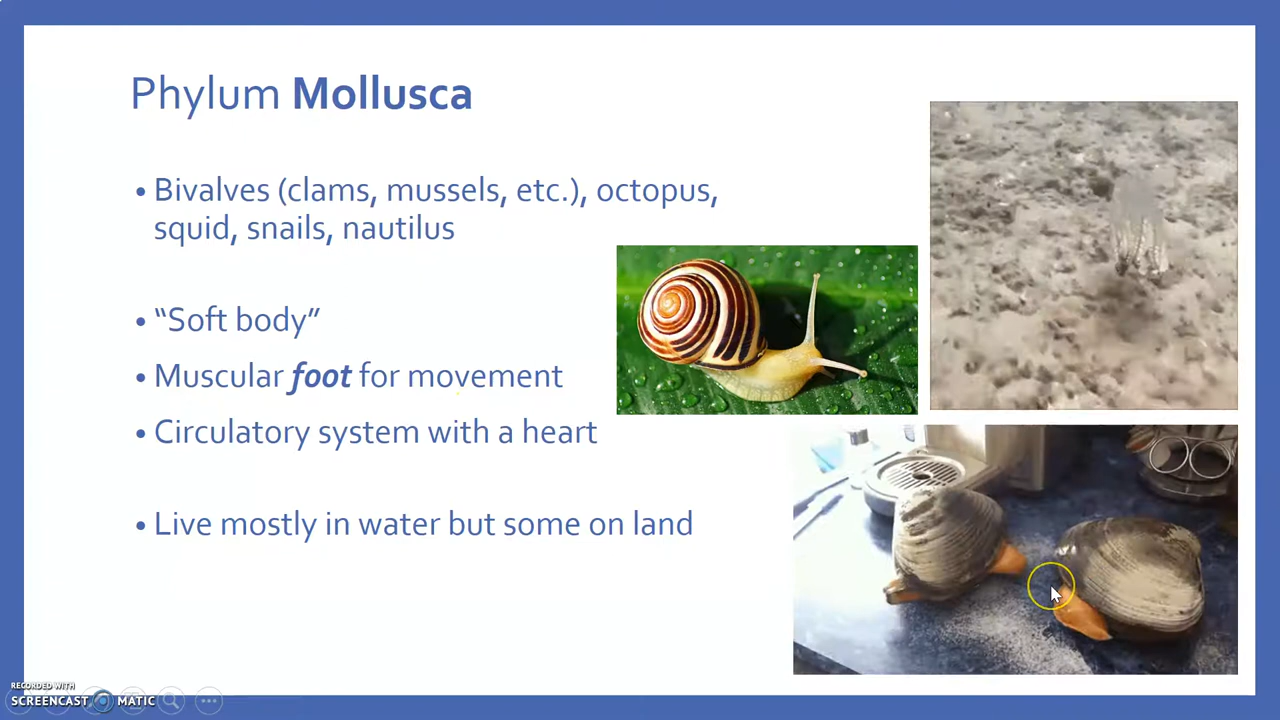 Phylum Mollusca
• Bivalves (clams, mussels, etc.), octopus,
squid, snails, nautilus
• “Soft body”
• Muscular foot for movement
• Circulatory system with a heart
• Live mostly in water but some on land
RECORDED WITH
SCREENCAST MATIC